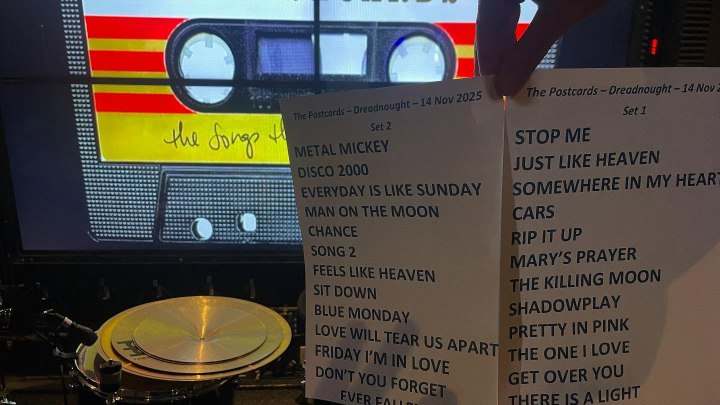 the Songs th
The Postcards – Dreadnought – 14 Nov 2025
Set 2
METAL MICKEY
DISCO 2000
EVERYDAY IS LIKE SUNDAY
MAN ON THE MOON
CHANCE
SONG 2
FEELS LIKE HEAVEN
SIT DOWN
BLUE MONDAY
LOVE WILL TEAR US APART
FRIDAY I'M IN LOVE
DON'T YOU FORGET
EVER FALLE
The Postcards – Dreadnought – 14 Nov 2
Set 1
STOP ME
JUST LIKE HEAVEN
SOMEWHERE IN MY HEART
CARS
RIP IT UP
MARY'S PRAYER
THE KILLING MOON
SHADOWPLAY
PRETTY IN PINK
THE ONE I LOVE
GET OVER YOU
THERE IS A LIGHT